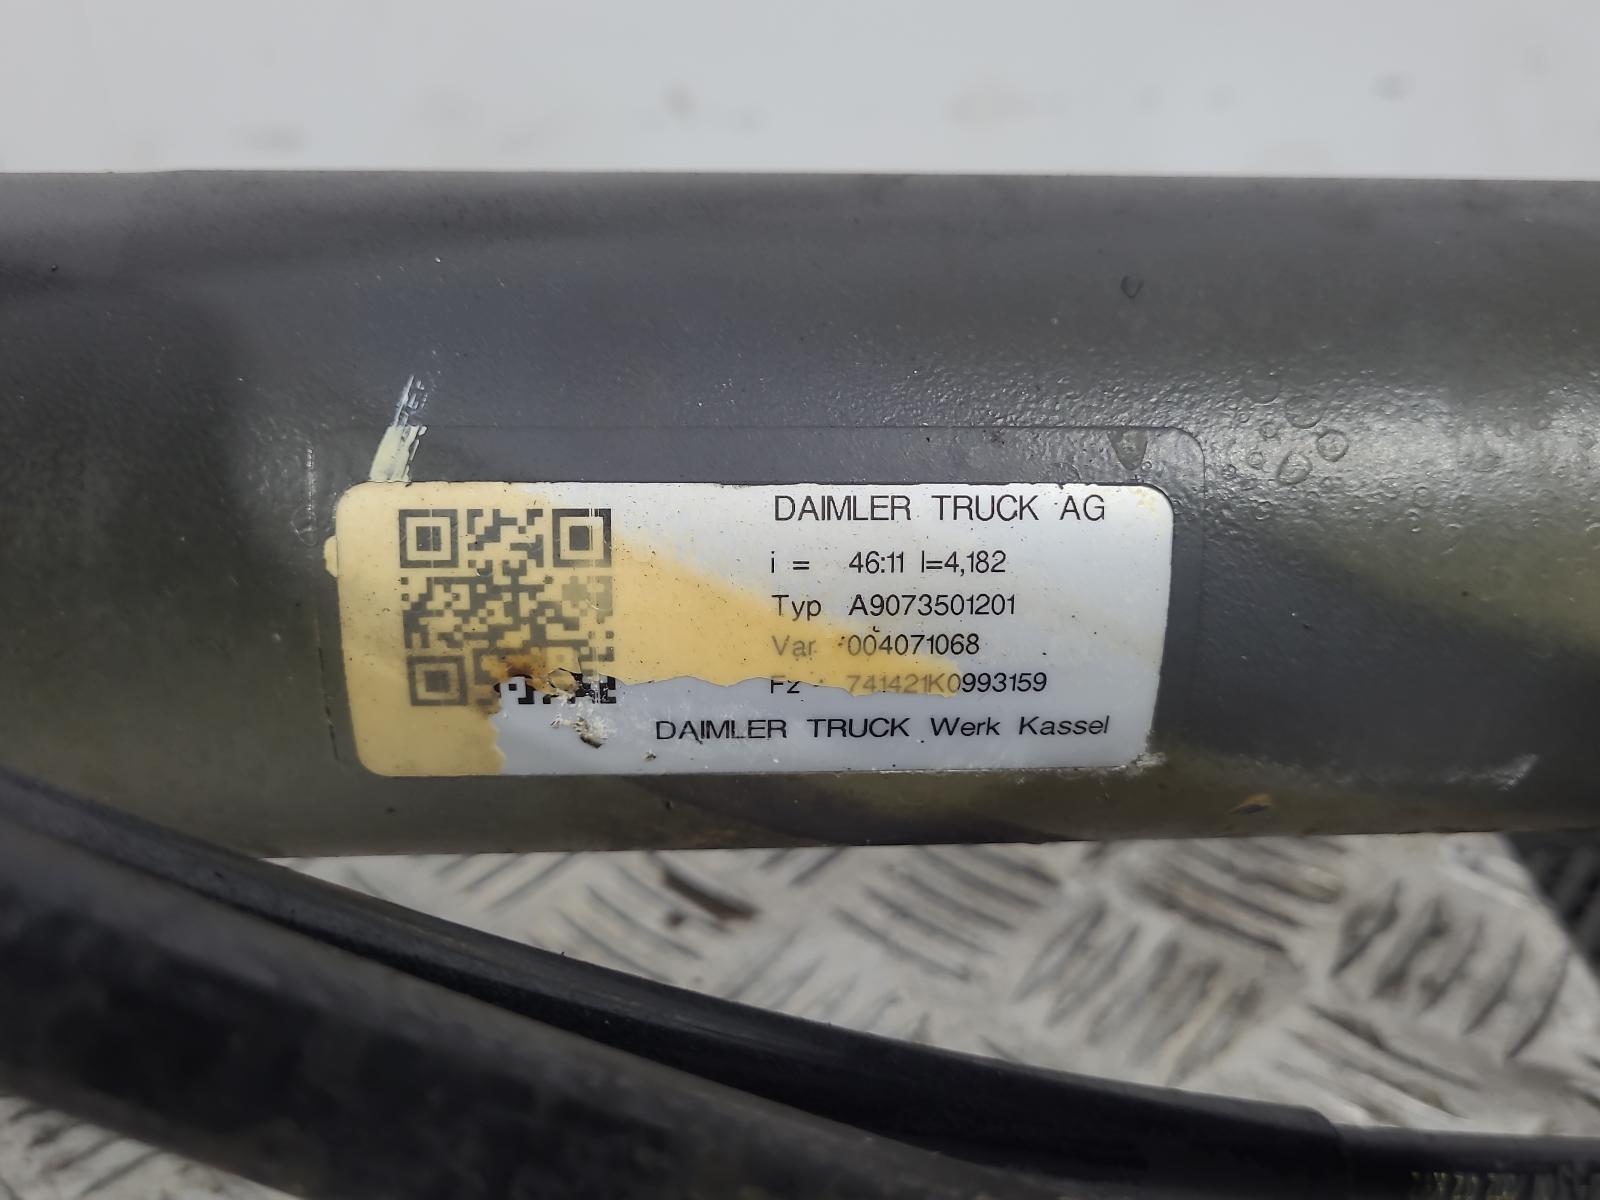 DAIMLER TRUCK AG
i = 46:11 I=4,182
Typ A9073501201
Var 004071068
Fz 741421K0993159
DAIMLER TRUCK Werk Kassel